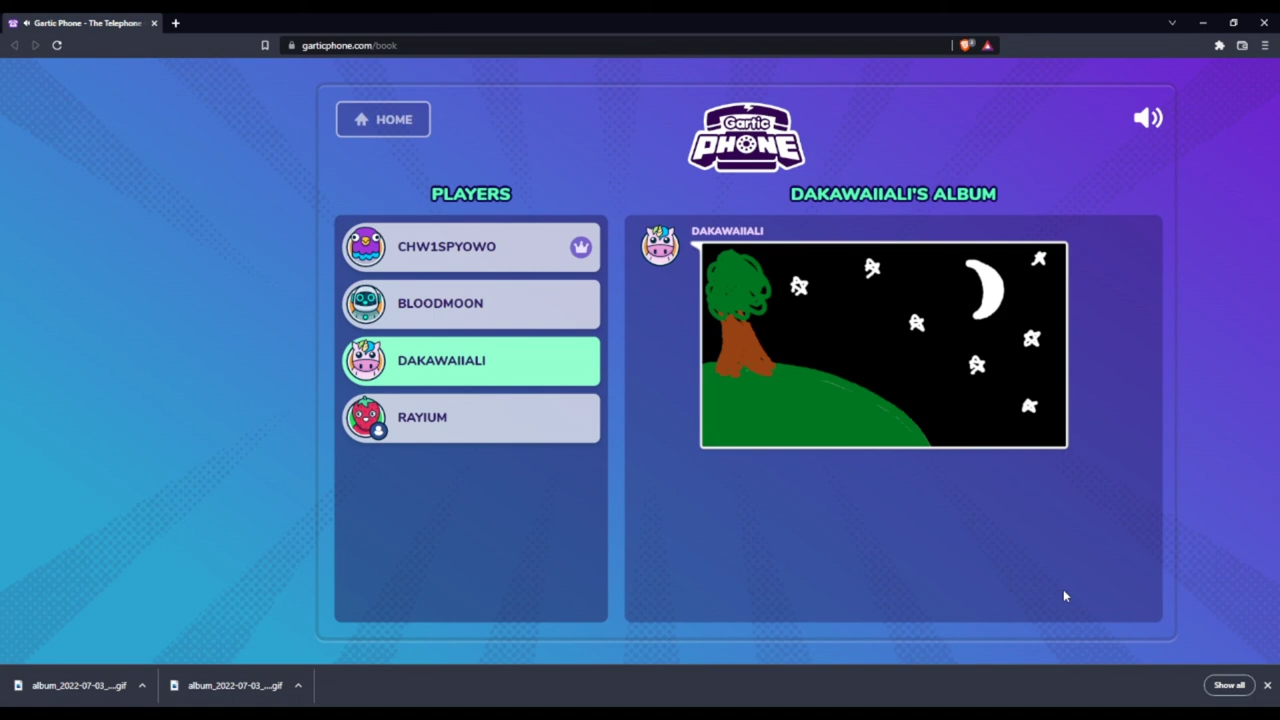 Gartic Phone - The Telephone
garticphone.com/book
HOME
Gartic
PHONE
PLAYERS
DAKAWAIIALI'S ALBUM
CHW1SPYOWO
BLOODMOON
DAKAWAIIALI
RAYIUM
DAKAWAIIALI
album_2022-07-03_....gif
album_2022-07-03_....gif
Show all